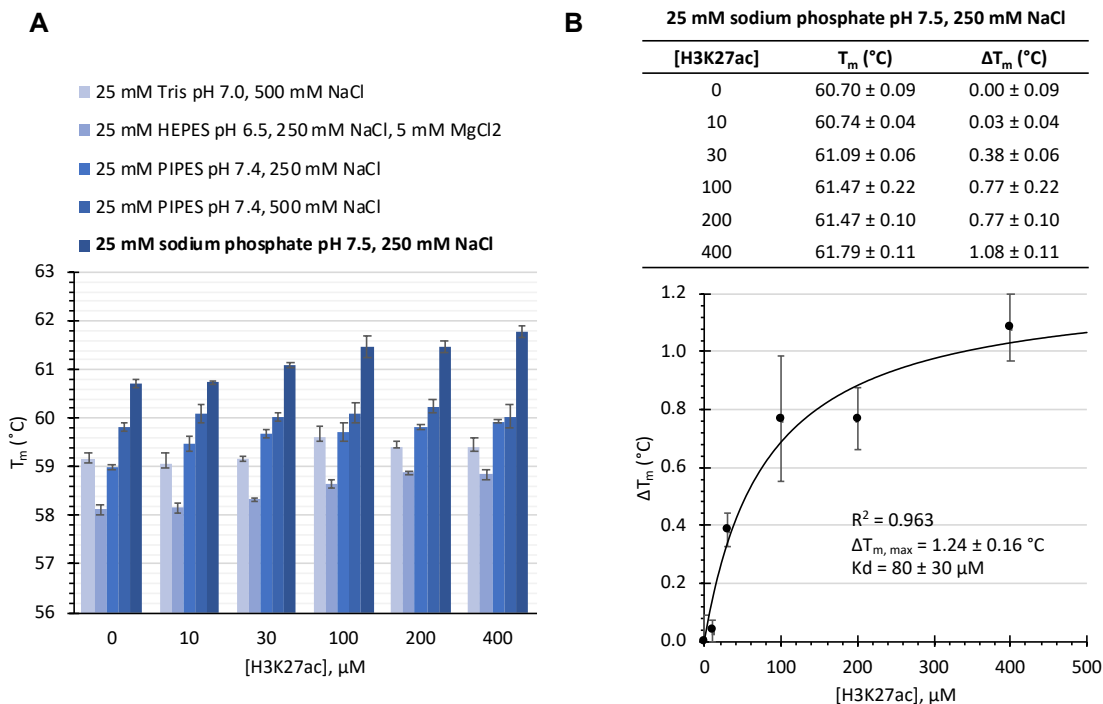 A
25 mM Tris pH 7.0, 500 mM NaCl
25 mM HEPES pH 6.5, 250 mM NaCl, 5 mM MgCl2
25 mM PIPES pH 7.4, 250 mM NaCl
25 mM PIPES pH 7.4, 500 mM NaCl
25 mM sodium phosphate pH 7.5, 250 mM NaCl
63
62
61
60
59
58
57
56
Tm (°C)
0 10 30 100 200 400
[H3K27ac], µM
B
25 mM sodium phosphate pH 7.5, 250 mM NaCl
[H3K27ac] Tm (°C) ΔTm (°C)
0 60.70 ± 0.09 0.00 ± 0.09
10 60.74 ± 0.04 0.03 ± 0.04
30 61.09 ± 0.06 0.38 ± 0.06
100 61.47 ± 0.22 0.77 ± 0.22
200 61.47 ± 0.10 0.77 ± 0.10
400 61.79 ± 0.11 1.08 ± 0.11
1.2
1.0
0.8
0.6
0.4
0.2
0.0
ΔTm (°C)
R² = 0.963
ΔTm, max = 1.24 ± 0.16 °C
Kd = 80 ± 30 µM
0 100 200 300 400 500
[H3K27ac], µM